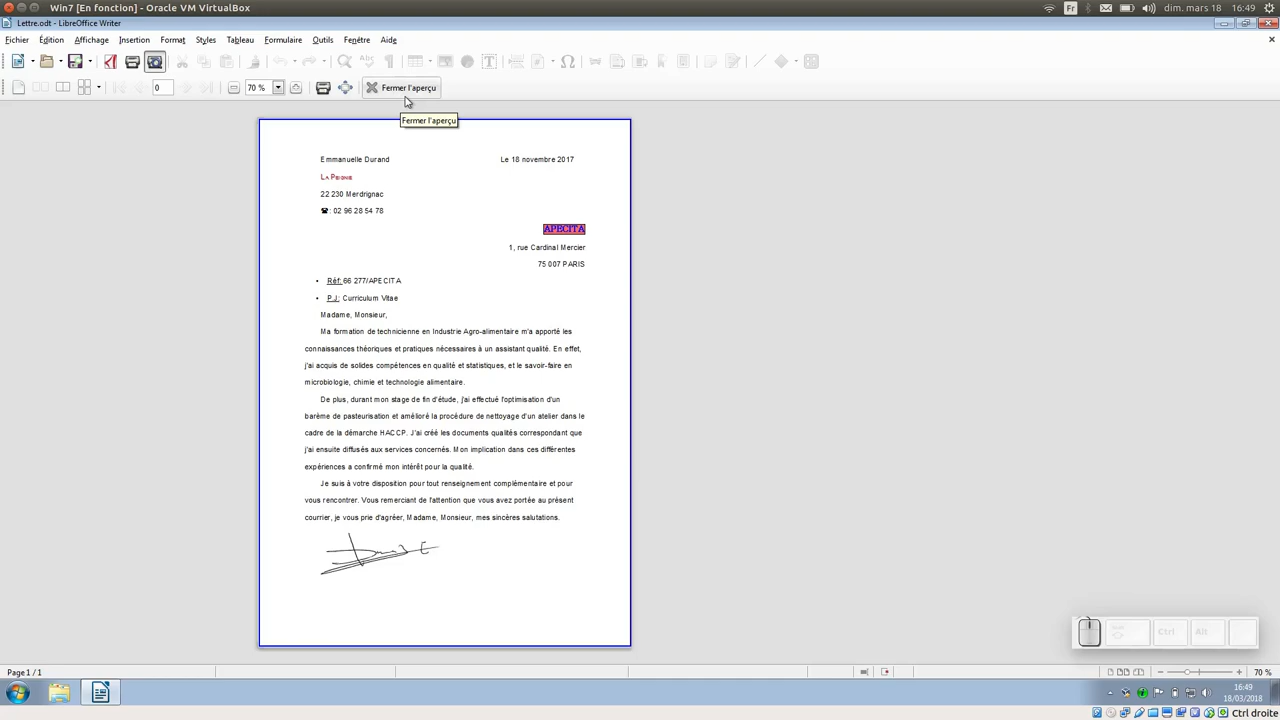 Win7 [En fonction] - Oracle VM VirtualBox
Fr
dim. mars 18
16:49
Lettre.odt - LibreOffice Writer
Fichier Édition Affichage Insertion Format Styles Tableau Formulaire Outils Fenêtre Aide
0 70 % Fermer l'aperçu
Fermer l'aperçu
Emmanuelle Durand Le 18 novembre 2017
La Peignie
22 230 Merdrignac
☎ : 02 96 28 54 78
APECITA
1, rue Cardinal Mercier
75 007 PARIS
• Réf: 66 277/APECITA
• P.J: Curriculum Vitae
Madame, Monsieur,
Ma formation de technicienne en Industrie Agro-alimentaire m'a apporté les
connaissances théoriques et pratiques nécessaires à un assistant qualité. En effet,
j'ai acquis de solides compétences en qualité et statistiques, et le savoir-faire en
microbiologie, chimie et technologie alimentaire.
De plus, durant mon stage de fin d'étude, j'ai effectué l'optimisation d'un
barème de pasteurisation et amélioré la procédure de nettoyage d'un atelier dans le
cadre de la démarche HACCP. J'ai créé les documents qualités correspondant que
j'ai ensuite diffusés aux services concernés. Mon implication dans ces différentes
expériences a confirmé mon intérêt pour la qualité.
Je suis à votre disposition pour tout renseignement complémentaire et pour
vous rencontrer. Vous remerciant de l'attention que vous avez portée au présent
courrier, je vous prie d'agréer, Madame, Monsieur, mes sincères salutations.
Ctrl Alt
Page 1 / 1 70 %
16:49
18/03/2018
Ctrl droite